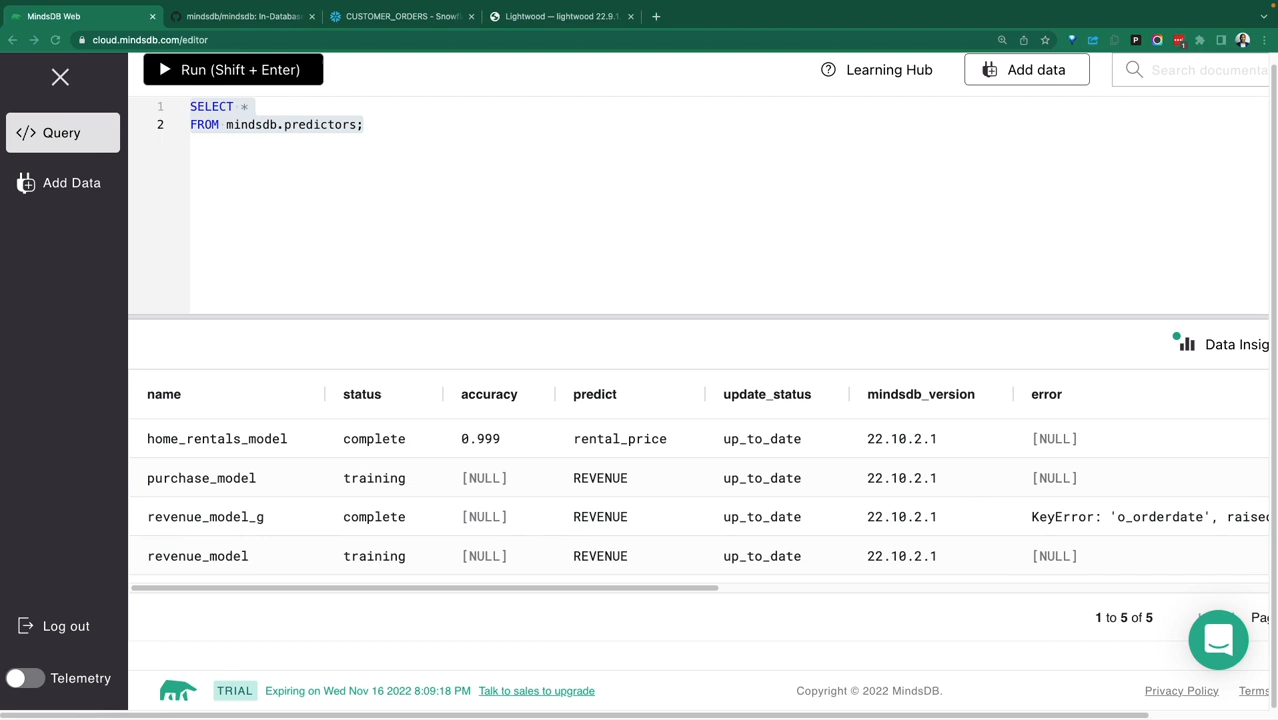 MindsDB Web
mindsdb/mindsdb: In-Databas
CUSTOMER_ORDERS - Snowf
Lightwood — lightwood 22.9.1
cloud.mindsdb.com/editor
Run (Shift + Enter)
Learning Hub
Add data
Search documenta
Query
Add Data
1 SELECT *
2 FROM mindsdb.predictors;
Data Insig
name status accuracy predict update_status mindsdb_version error
home_rentals_model complete 0.999 rental_price up_to_date 22.10.2.1 [NULL]
purchase_model training [NULL] REVENUE up_to_date 22.10.2.1 [NULL]
revenue_model_g complete [NULL] REVENUE up_to_date 22.10.2.1 KeyError: 'o_orderdate', raised
revenue_model training [NULL] REVENUE up_to_date 22.10.2.1 [NULL]
1 to 5 of 5
Pag
Log out
Telemetry
TRIAL Expiring on Wed Nov 16 2022 8:09:18 PM Talk to sales to upgrade
Copyright © 2022 MindsDB.
Privacy Policy
Terms